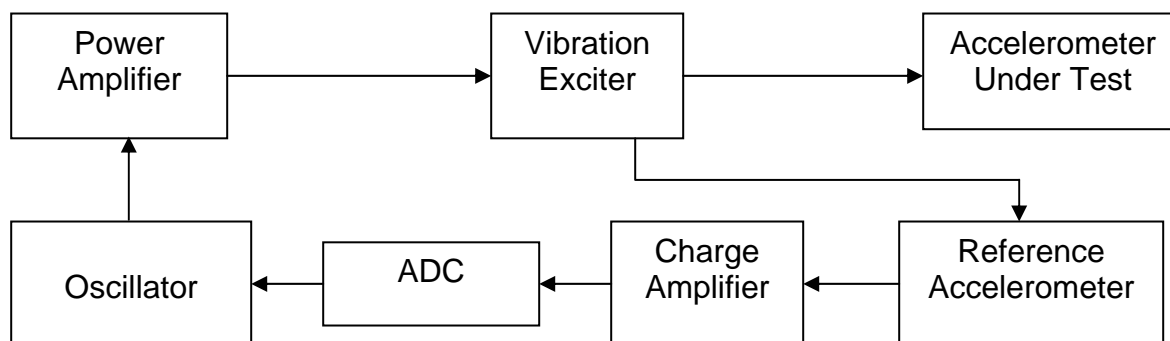 Power
Amplifier
Vibration
Exciter
Accelerometer
Under Test
Oscillator
ADC
Charge
Amplifier
Reference
Accelerometer